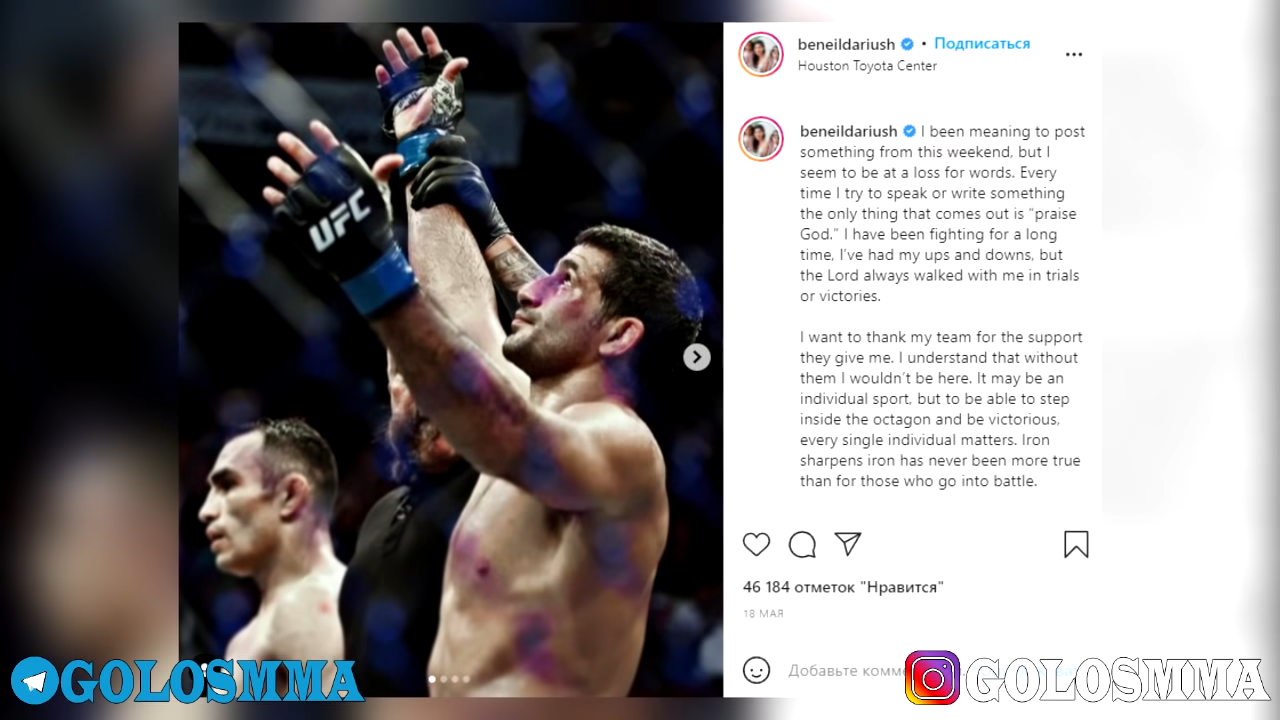 beneildariush • Подписаться
Houston Toyota Center
beneildariush I been meaning to post
something from this weekend, but I
seem to be at a loss for words. Every
time I try to speak or write something
the only thing that comes out is "praise
God." I have been fighting for a long
time, I've had my ups and downs, but
the Lord always walked with me in trials
or victories.
I want to thank my team for the support
they give me. I understand that without
them I wouldn't be here. It may be an
individual sport, but to be able to step
inside the octagon and be victorious,
every single individual matters. Iron
sharpens iron has never been more true
than for those who go into battle.
46 184 отметок "Нравится"
18 МАЯ
Добавьте комме
UFC
GOLOSMMA
GOLOSMMA